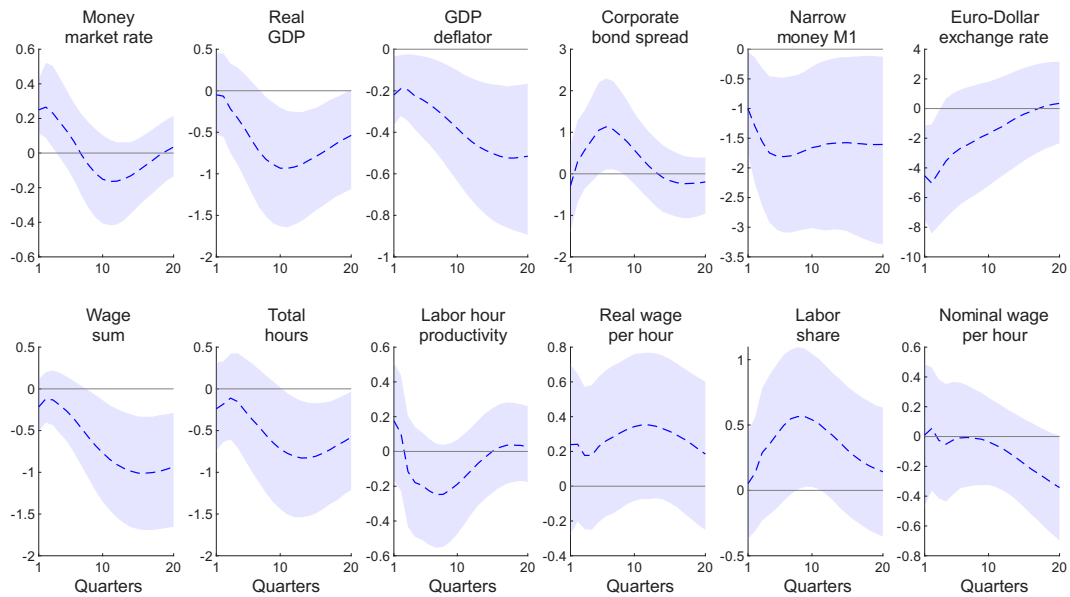 Money
market rate
Real
GDP
GDP
deflator
Corporate
bond spread
Narrow
money M1
Euro-Dollar
exchange rate
0.6
0.4
0.2
0
-0.2
-0.4
-0.6
1 10 20
0.5
0
-0.5
-1
-1.5
-2
1 10 20
0
-0.2
-0.4
-0.6
-0.8
-1
1 10 20
3
2
1
0
-1
-2
1 10 20
0
-0.5
-1
-1.5
-2
-2.5
-3
-3.5
1 10 20
4
2
0
-2
-4
-6
-8
-10
1 10 20
Wage
sum
Total
hours
Labor hour
productivity
Real wage
per hour
Labor
share
Nominal wage
per hour
0.5
0
-0.5
-1
-1.5
-2
1 10 20
Quarters
0.5
0
-0.5
-1
-1.5
-2
1 10 20
Quarters
0.6
0.4
0.2
0
-0.2
-0.4
-0.6
1 10 20
Quarters
0.8
0.6
0.4
0.2
0
-0.2
-0.4
1 10 20
Quarters
1
0.5
0
-0.5
1 10 20
Quarters
0.6
0.4
0.2
0
-0.2
-0.4
-0.6
-0.8
1 10 20
Quarters